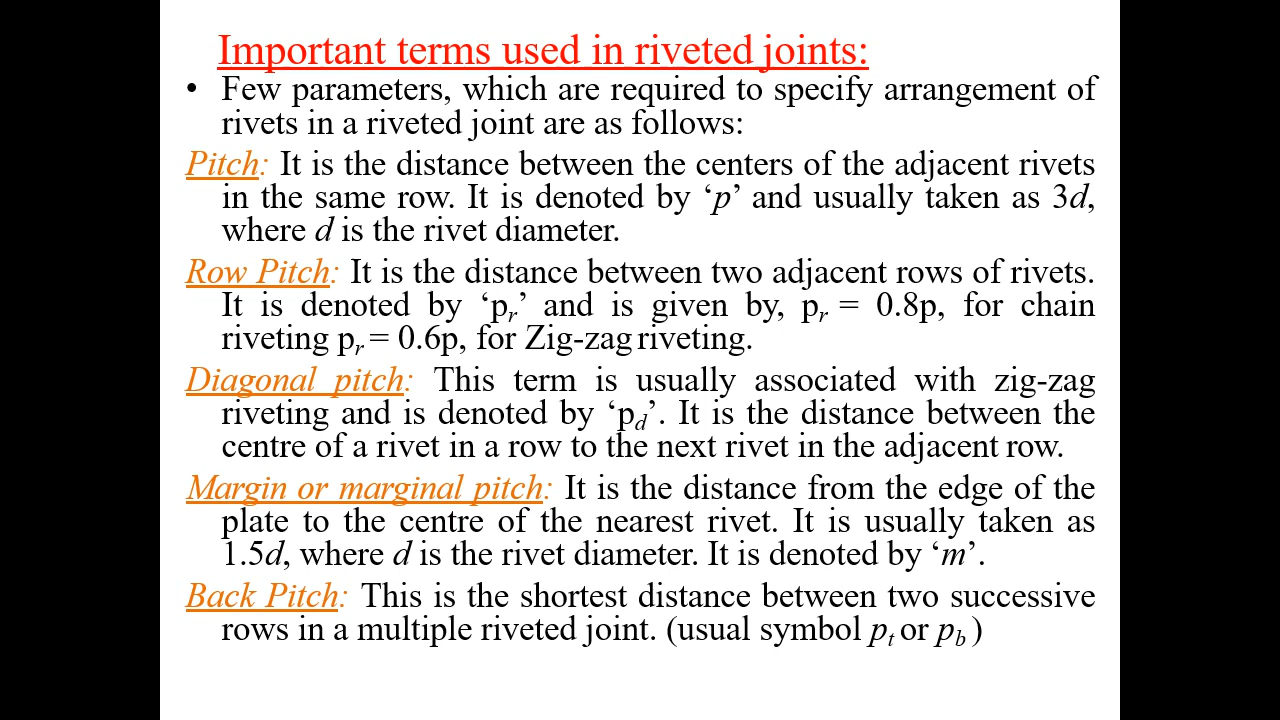 Important terms used in riveted joints:
• Few parameters, which are required to specify arrangement of
rivets in a riveted joint are as follows:
Pitch: It is the distance between the centers of the adjacent rivets
in the same row. It is denoted by ‘p’ and usually taken as 3d,
where d is the rivet diameter.
Row Pitch: It is the distance between two adjacent rows of rivets.
It is denoted by ‘pr’ and is given by, pr = 0.8p, for chain
riveting pr = 0.6p, for Zig-zag riveting.
Diagonal pitch: This term is usually associated with zig-zag
riveting and is denoted by ‘pd’. It is the distance between the
centre of a rivet in a row to the next rivet in the adjacent row.
Margin or marginal pitch: It is the distance from the edge of the
plate to the centre of the nearest rivet. It is usually taken as
1.5d, where d is the rivet diameter. It is denoted by ‘m’.
Back Pitch: This is the shortest distance between two successive
rows in a multiple riveted joint. (usual symbol pt or pb )